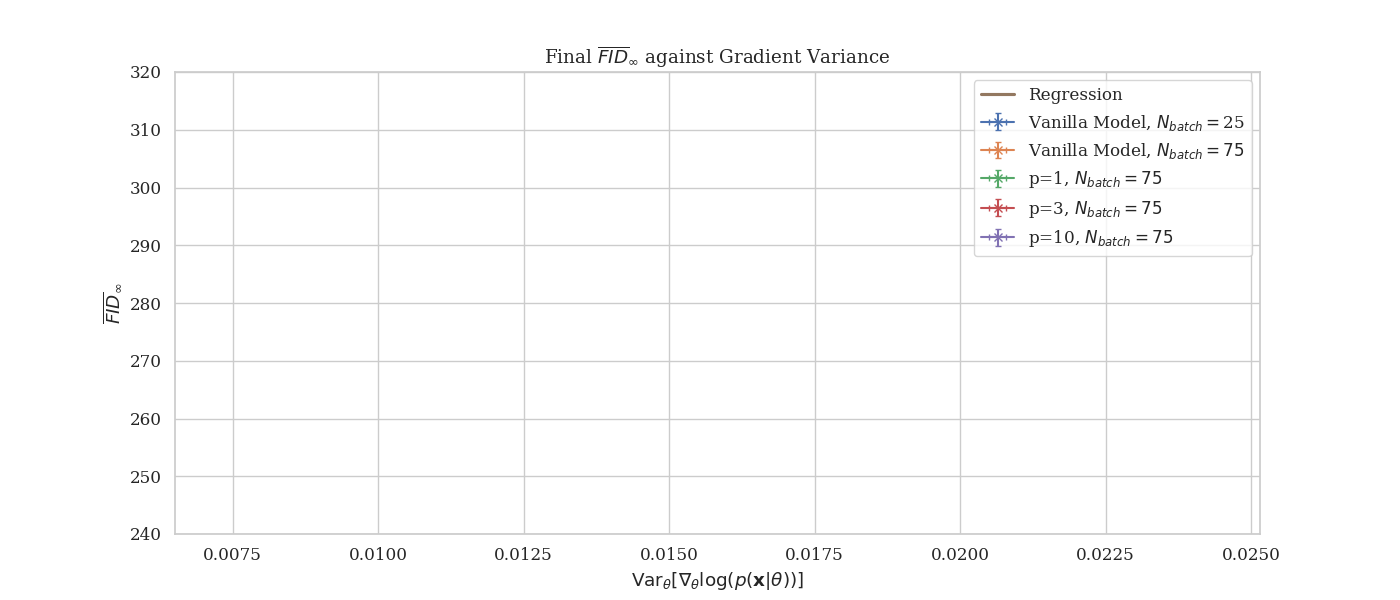 Final $\overline{FID}_\infty$ against Gradient Variance
320
310
300
290
280
270
260
250
240
$\overline{FID}_\infty$
Regression
Vanilla Model, $N_{batch} = 25$
Vanilla Model, $N_{batch} = 75$
p=1, $N_{batch} = 75$
p=3, $N_{batch} = 75$
p=10, $N_{batch} = 75$
0.0075 0.0100 0.0125 0.0150 0.0175 0.0200 0.0225 0.0250
$\mathrm{Var}_\theta[\nabla_\theta \log(p(\mathbf{x}|\theta))]$